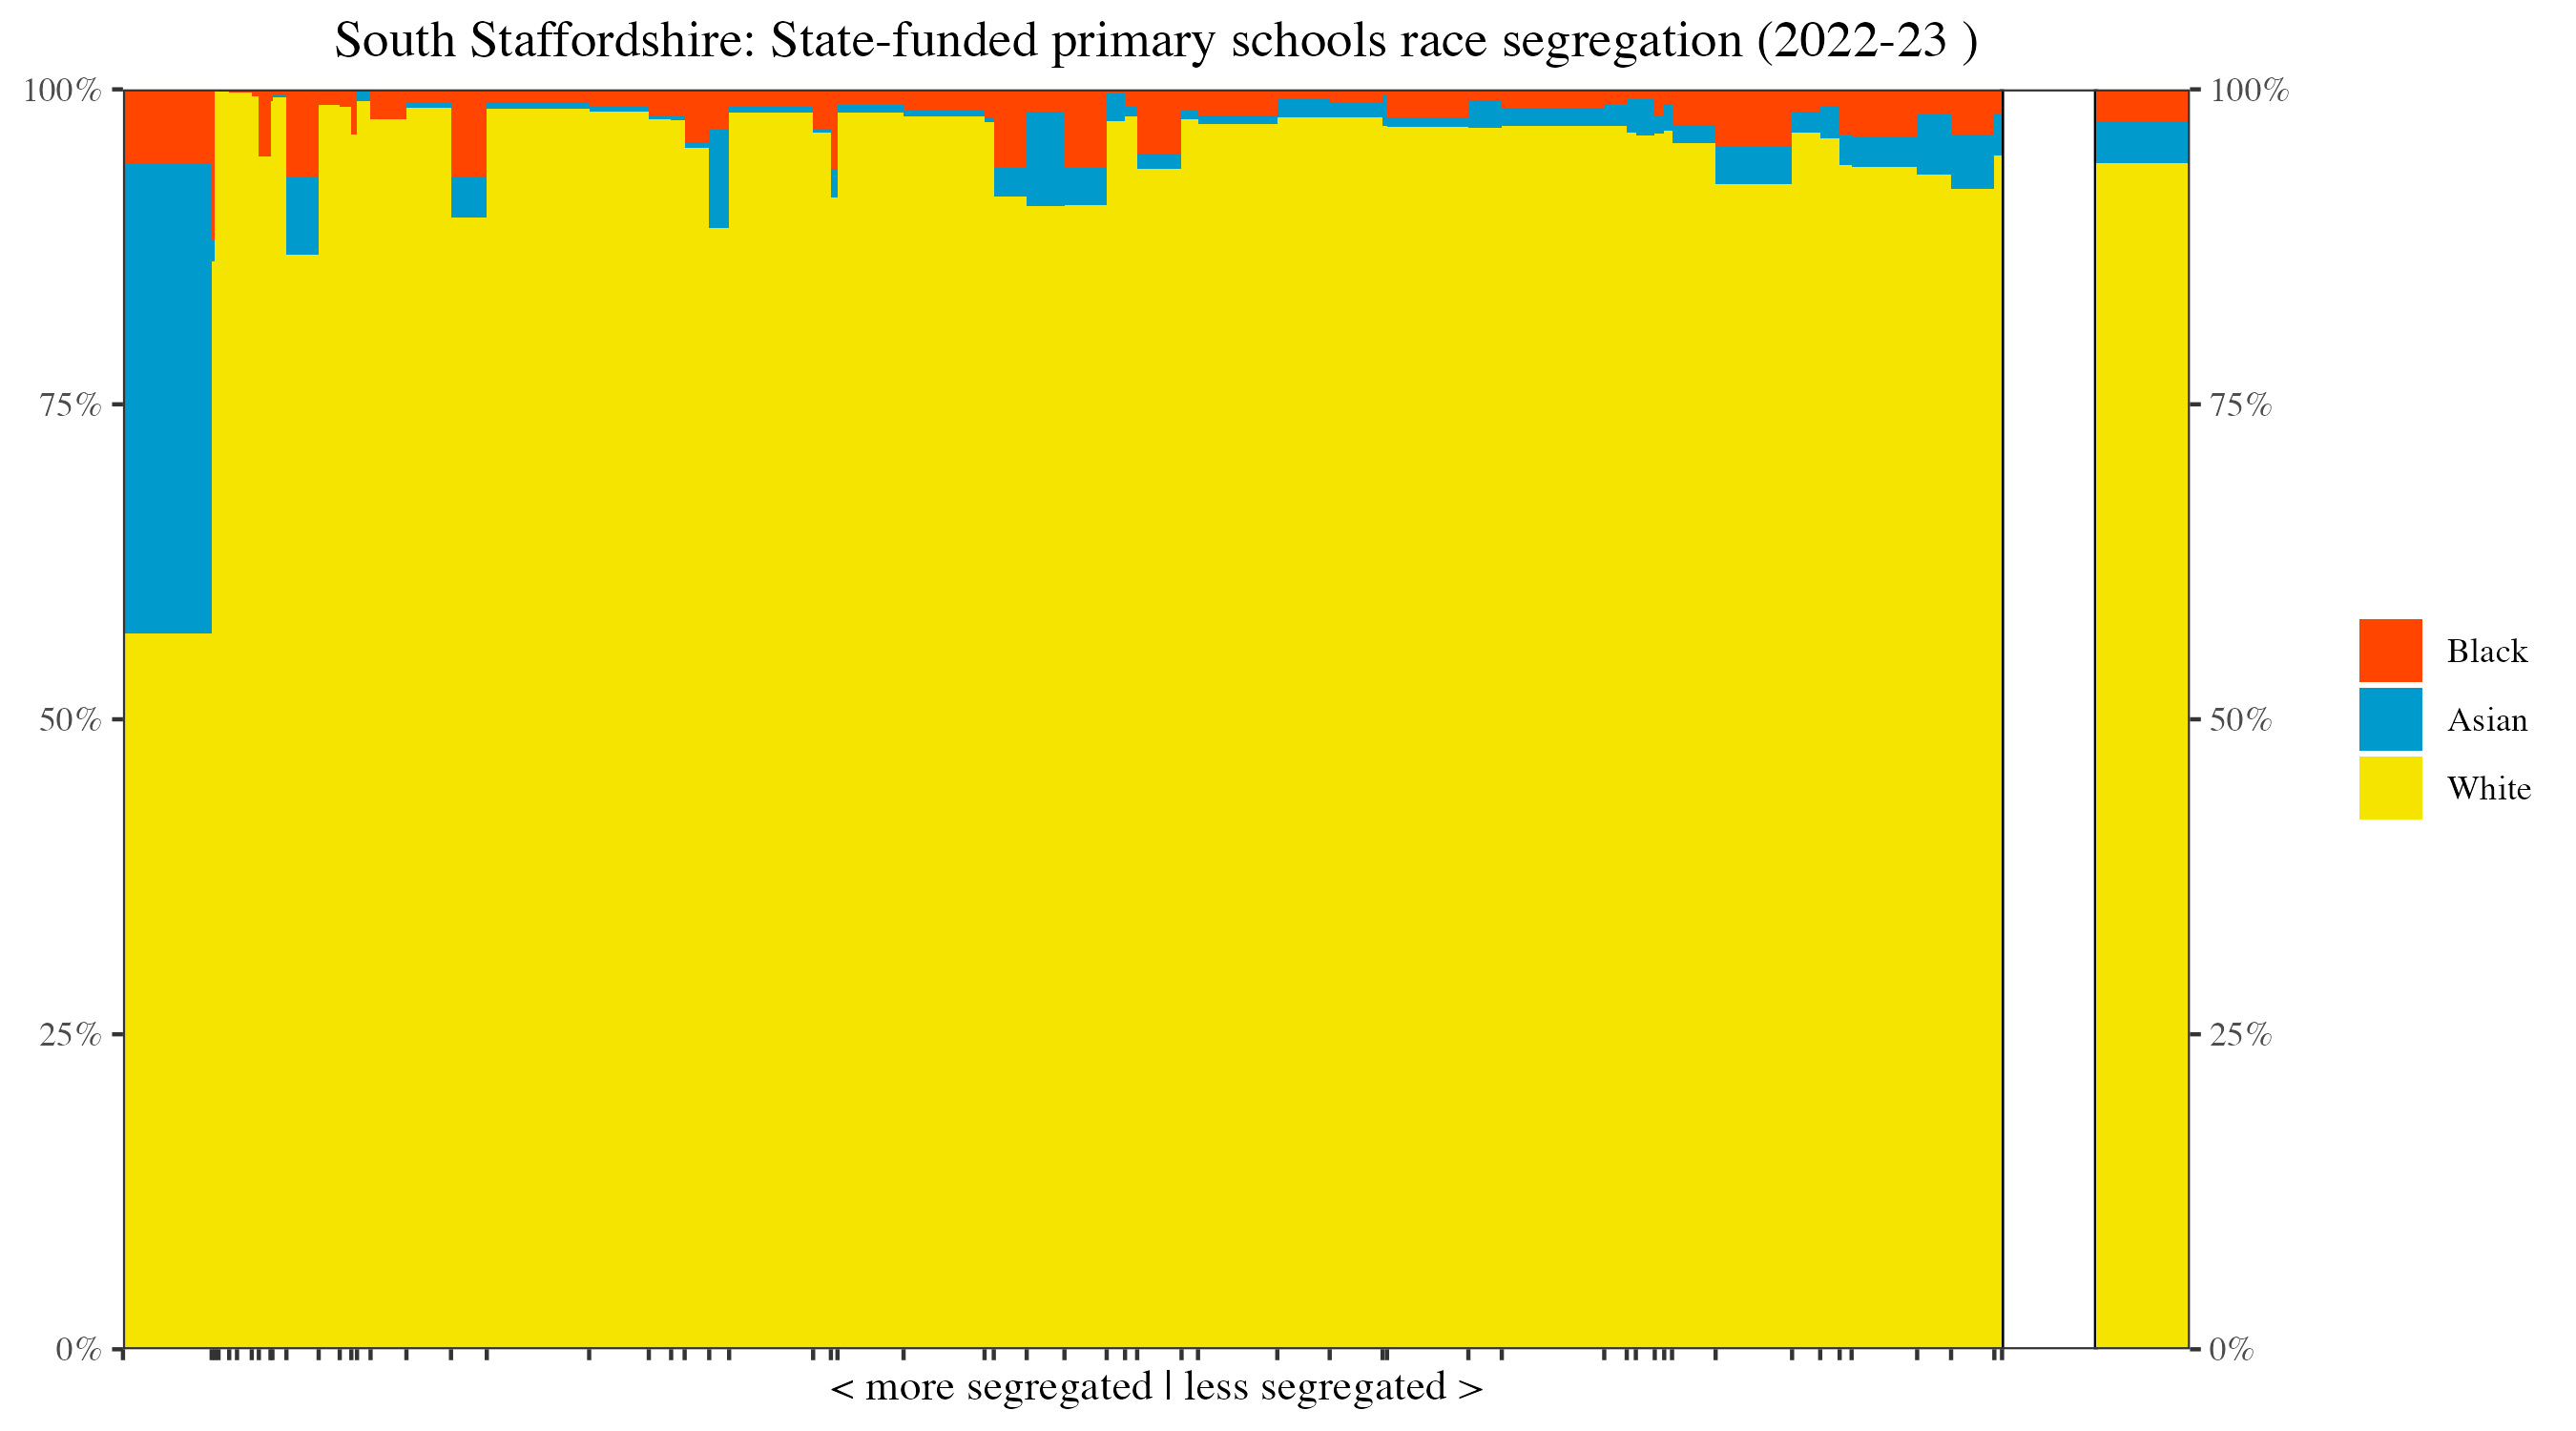 South Staffordshire: State-funded primary schools race segregation (2022-23 )
100%
75%
50%
25%
0%
100%
75%
50%
25%
0%
Black
Asian
White
< more segregated | less segregated >